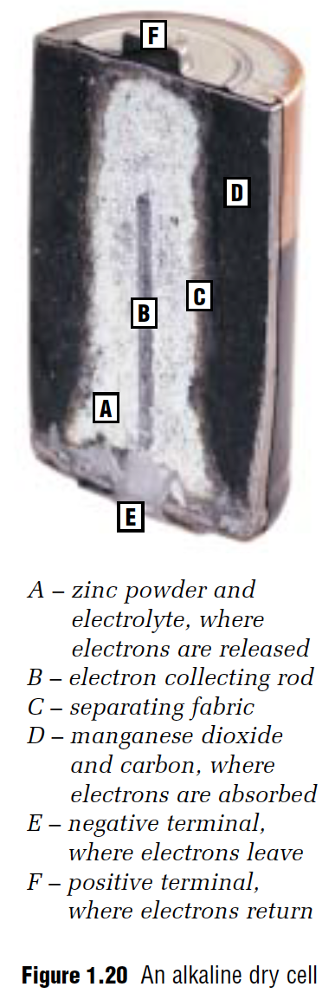 F
D
C
B
A
E
A – zinc powder and
electrolyte, where
electrons are released
B – electron collecting rod
C – separating fabric
D – manganese dioxide
and carbon, where
electrons are absorbed
E – negative terminal,
where electrons leave
F – positive terminal,
where electrons return
Figure 1.20 An alkaline dry cell